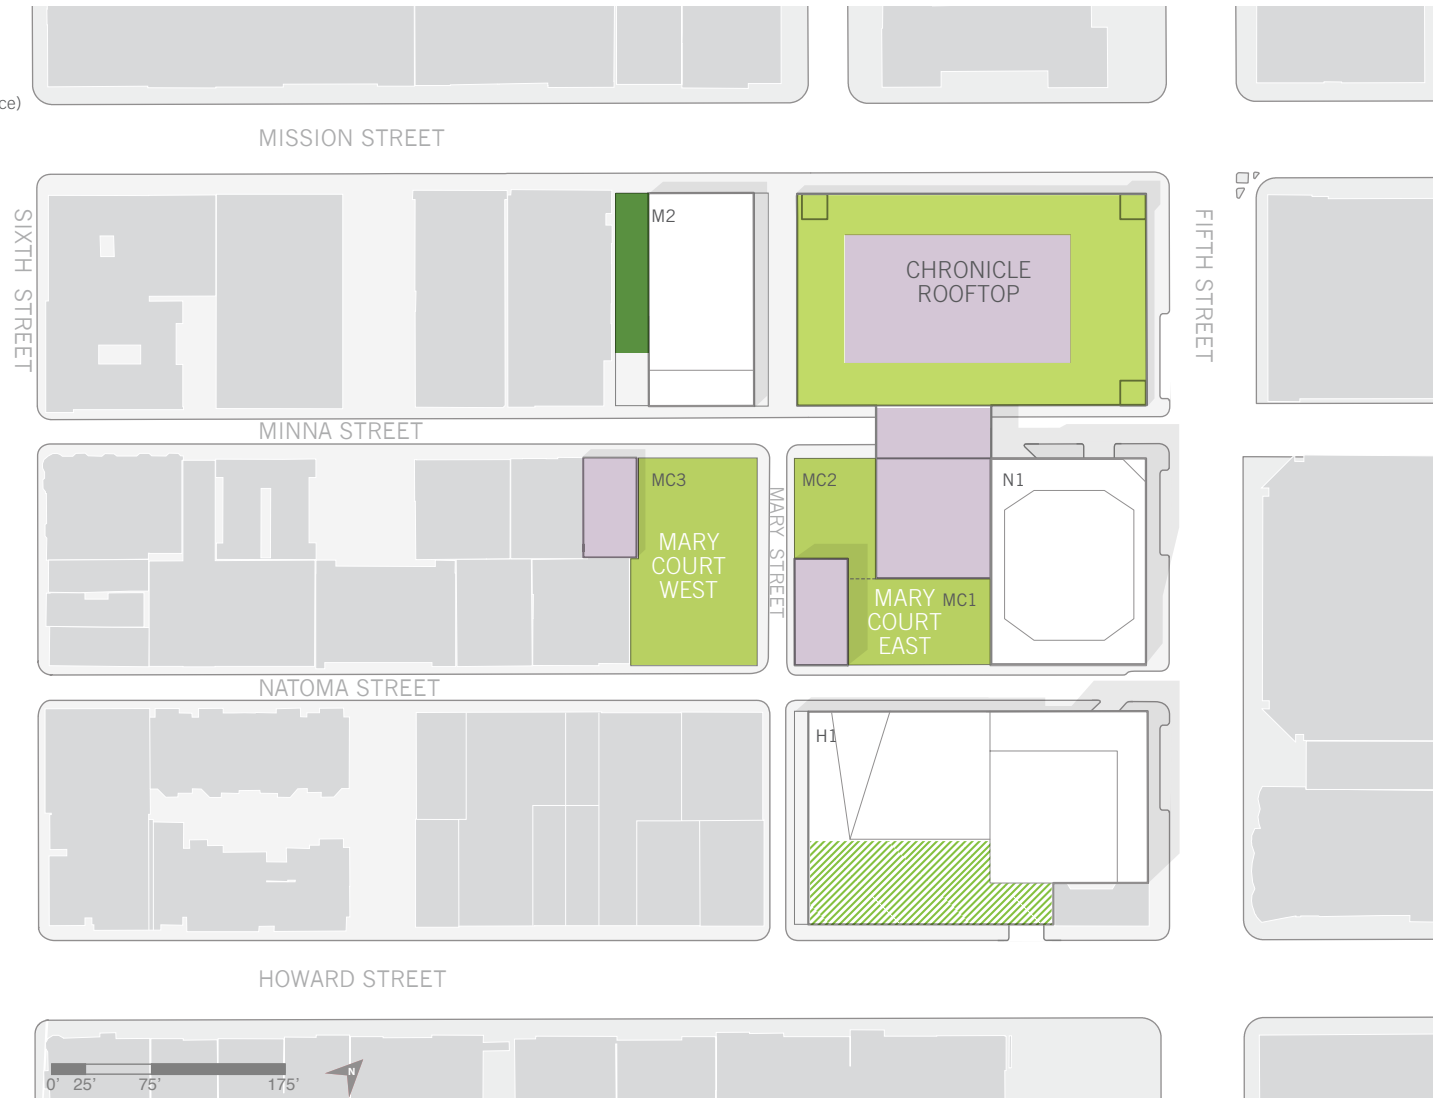 ce)
MISSION STREET
SIXTH STREET
M2
CHRONICLE
ROOFTOP
FIFTH STREET
MINNA STREET
MC3
MARY
COURT
WEST
MARY STREET
MC2
N1
MARY
COURT
EAST
MC1
NATOMA STREET
H1
HOWARD STREET
0' 25' 75' 175'
N